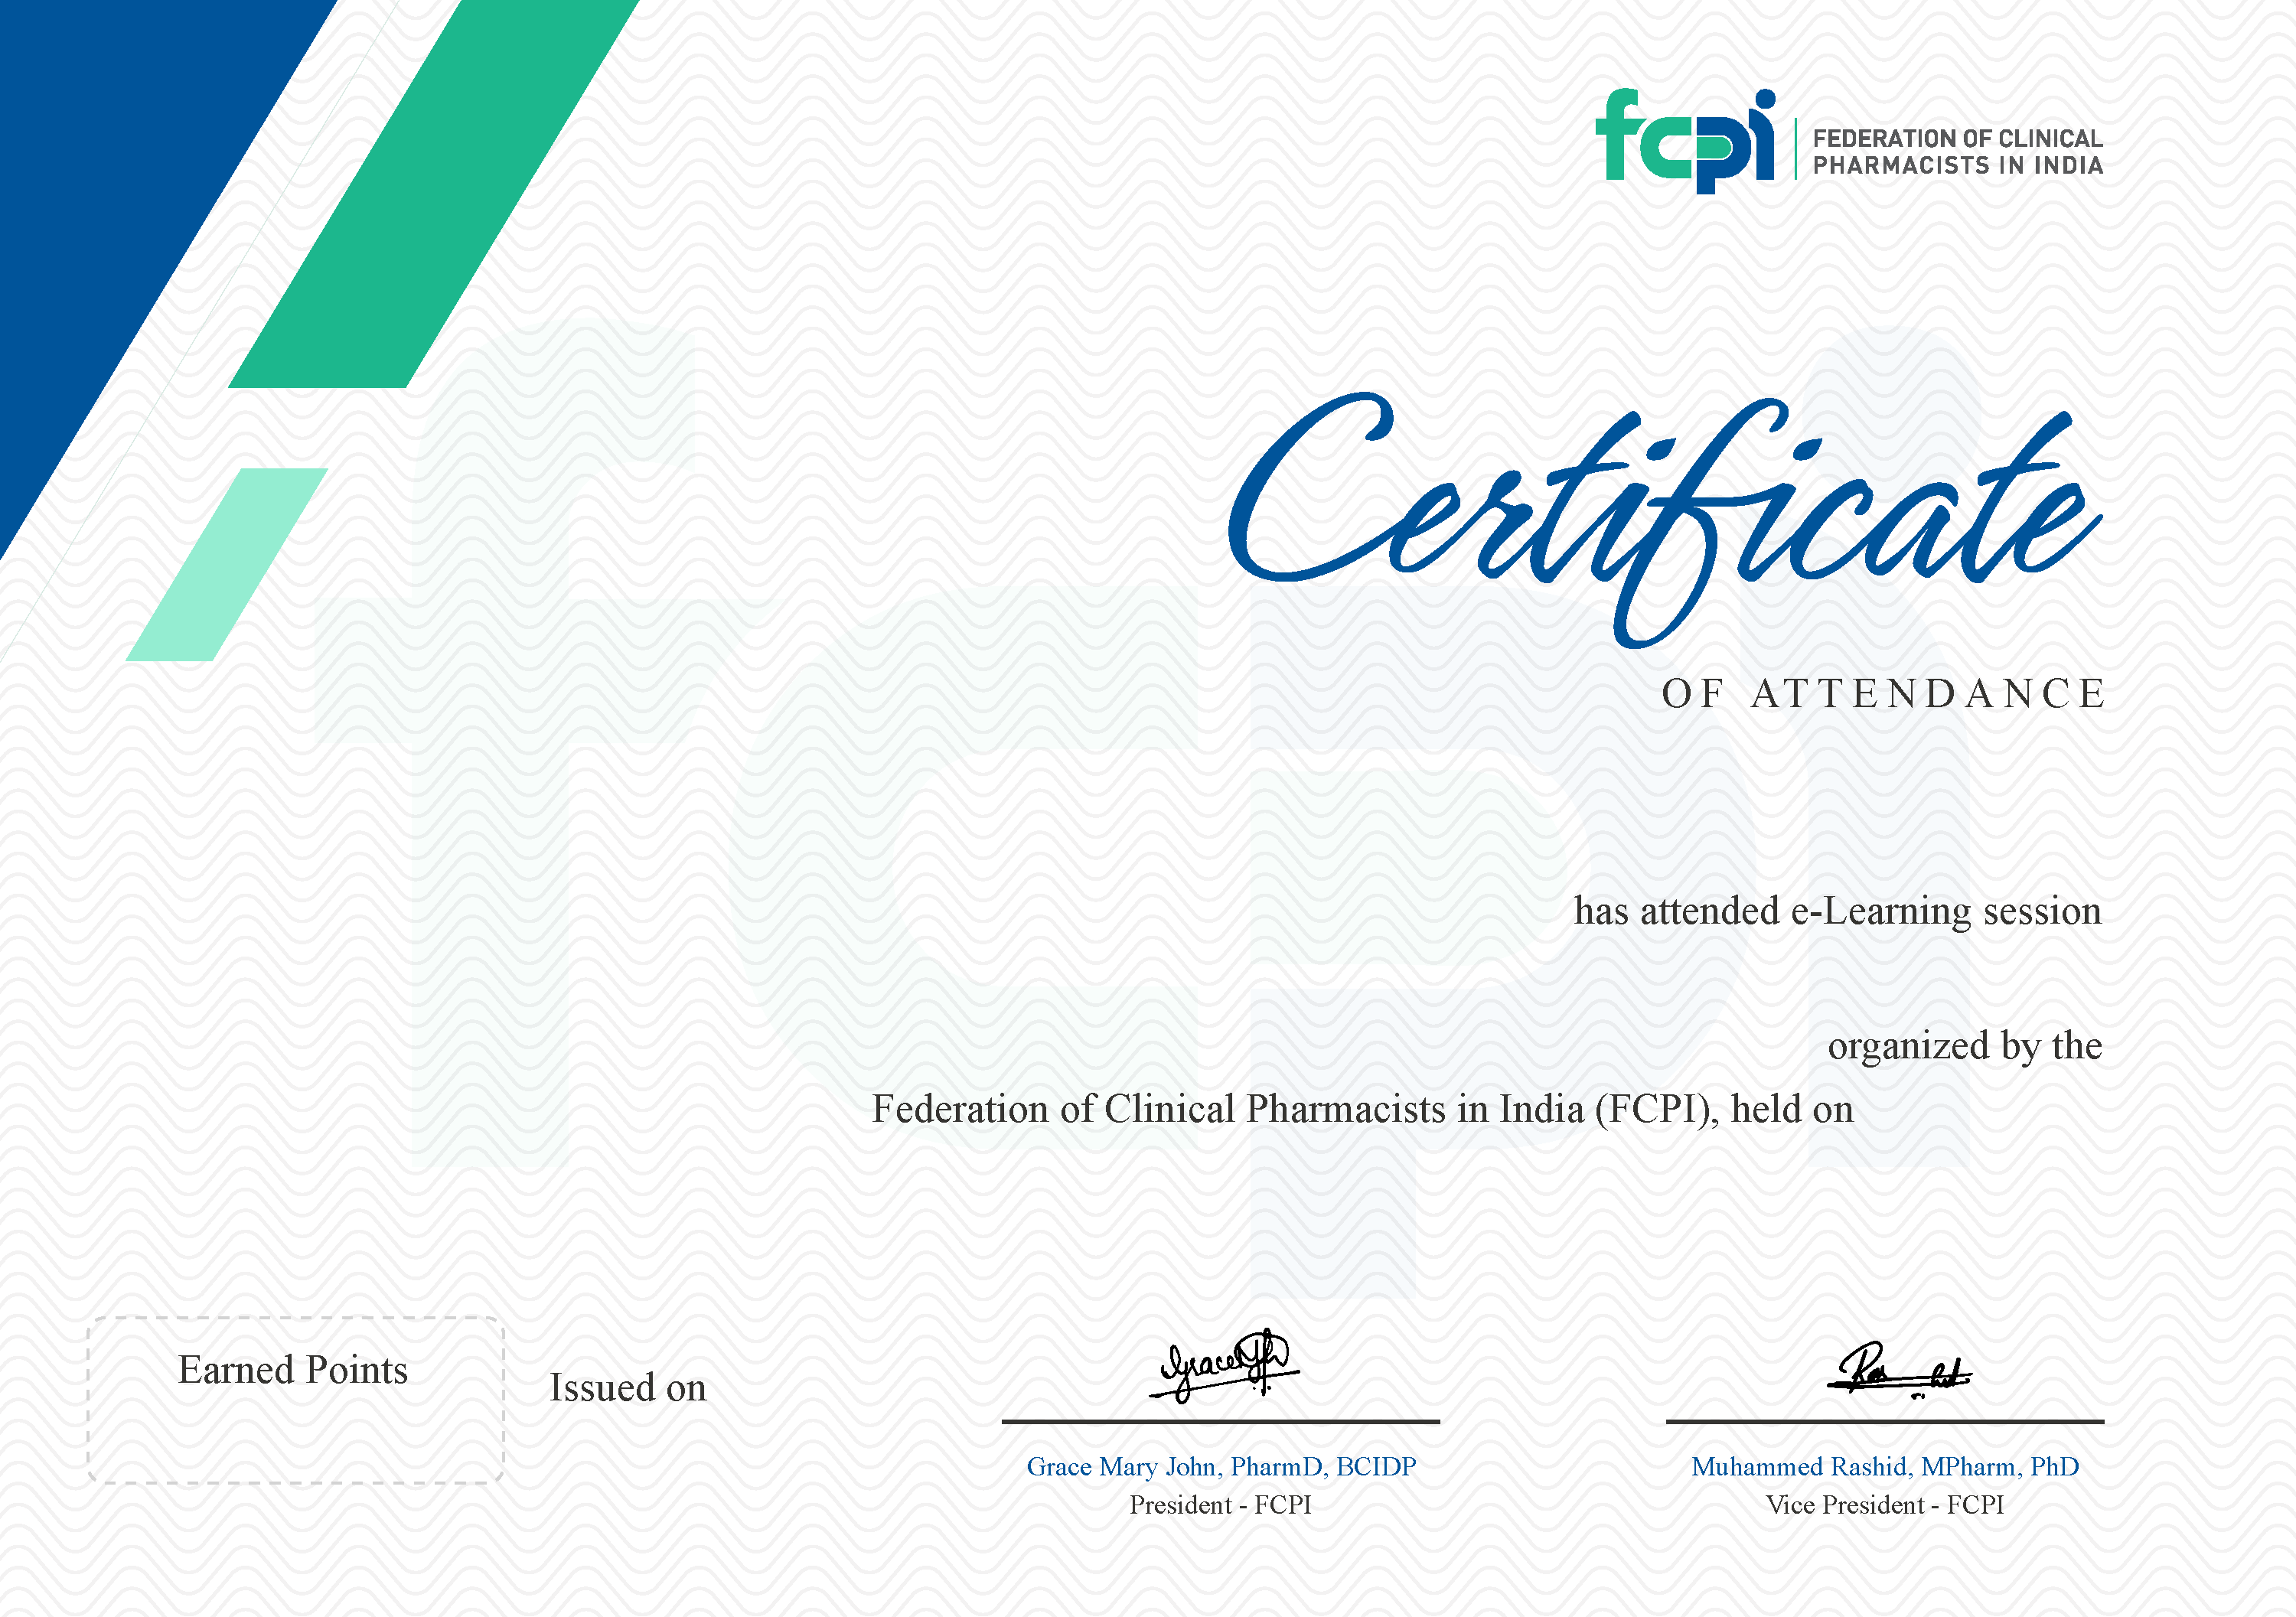 fcpi
FEDERATION OF CLINICAL
PHARMACISTS IN INDIA
Certificate
OF ATTENDANCE
has attended e-Learning session
organized by the
Federation of Clinical Pharmacists in India (FCPI), held on
Earned Points
Issued on
Grace Mary John, PharmD, BCIDP
President - FCPI
Muhammed Rashid, MPharm, PhD
Vice President - FCPI